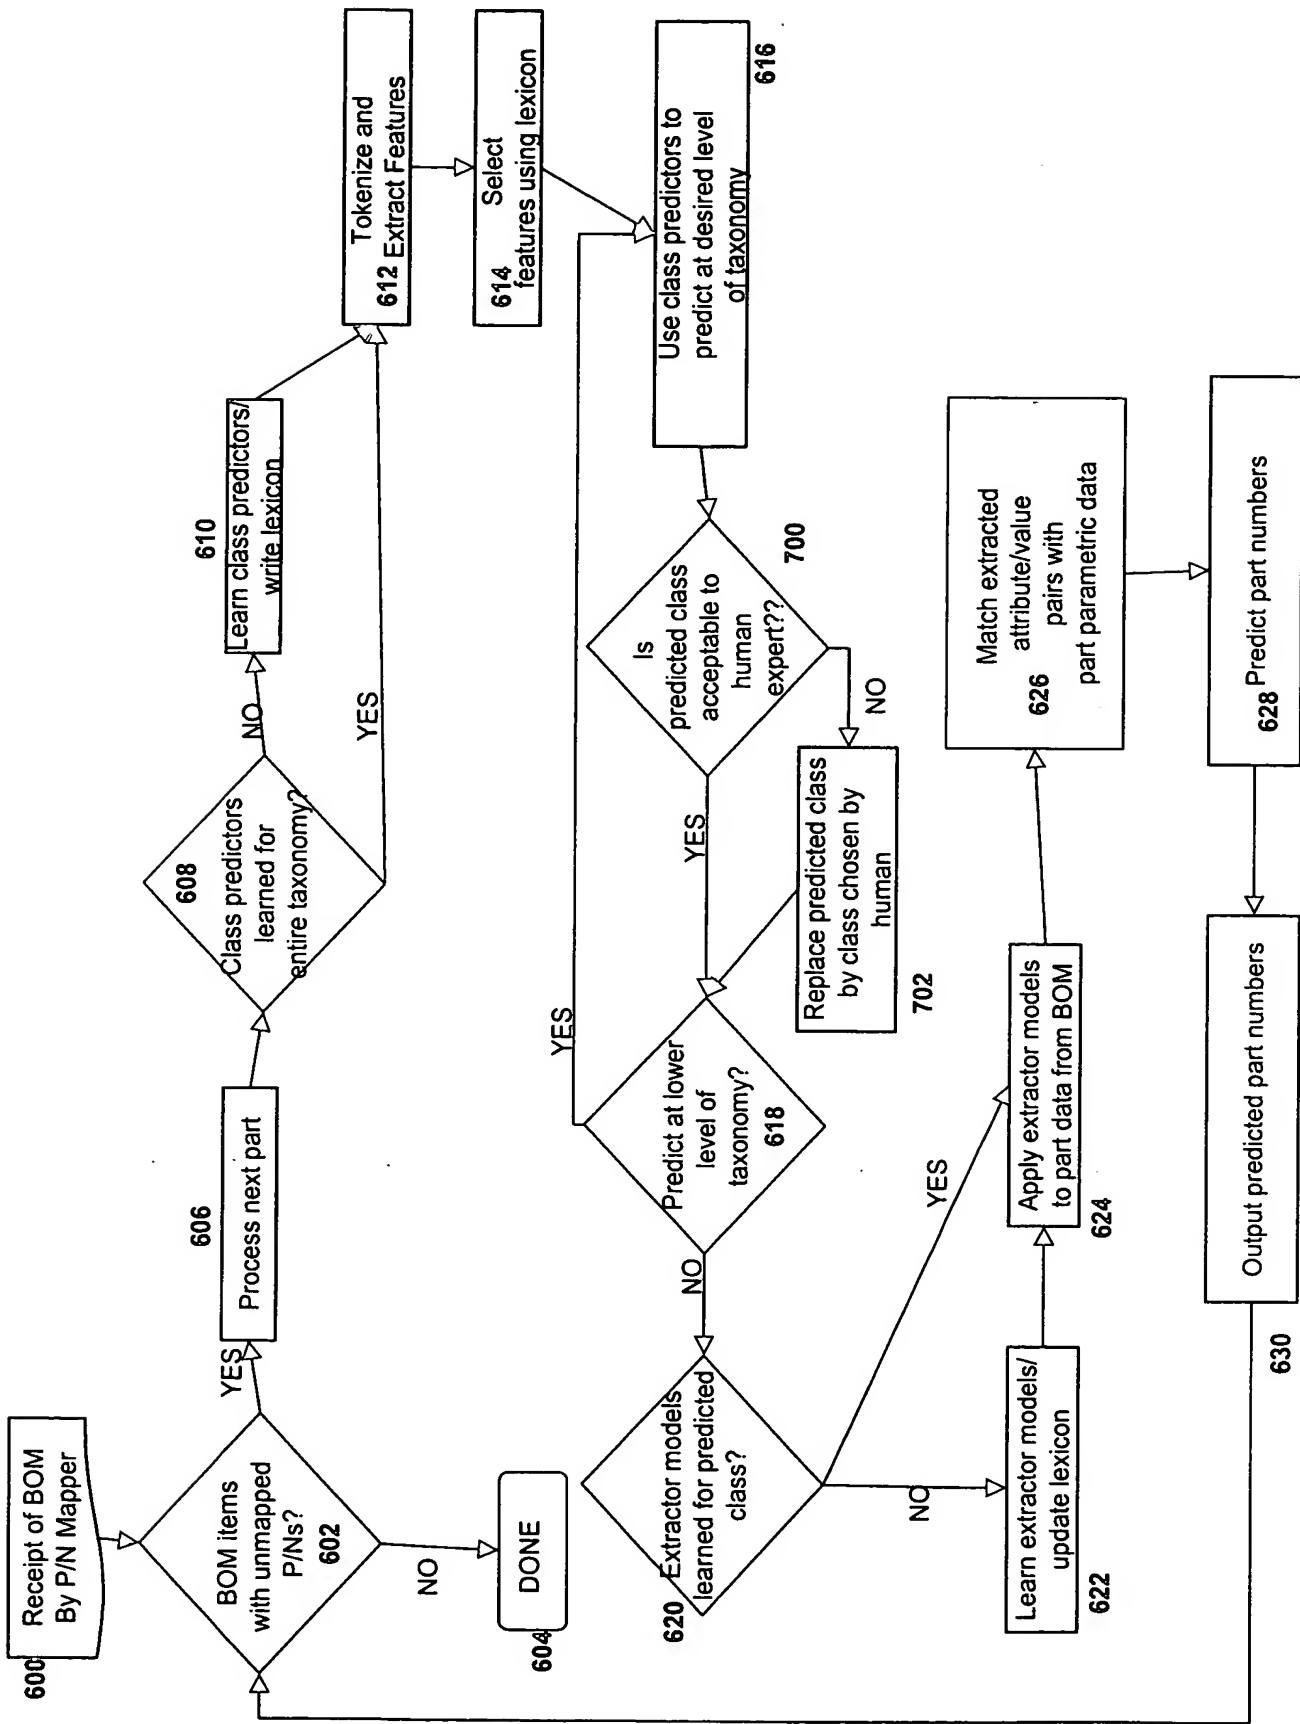 Receipt of BOM
By P/N Mapper
600
BOM items
with unmapped
P/Ns?
602
YES
NO
DONE
604
Process next part
606
608
Class predictors
learned for
entire taxonomy?
NO
YES
610
Learn class predictors/
write lexicon
Tokenize and
612 Extract Features
Select
614 features using lexicon
Use class predictors to
predict at desired level
of taxonomy
616
Is
predicted class
acceptable to
human
expert??
700
YES
NO
Replace predicted class
by class chosen by
human
702
Predict at lower
level of
taxonomy?
618
YES
NO
620 Extractor models
learned for predicted
class?
YES
NO
Learn extractor models/
update lexicon
622
Apply extractor models
to part data from BOM
624
Match extracted
attribute/value
626 pairs with
part parametric data
628 Predict part numbers
Output predicted part numbers
630